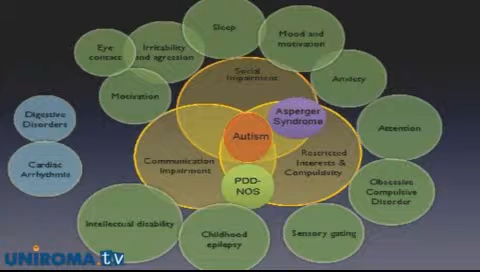 Sleep
Mood and
motivation
Eye
contact
Irritability
and agression
Social
Impairment
Anxiety
Motivation
Asperger
Syndrome
Digestive
Disorders
Attention
Autism
Cardiac
Arrhythmia
Communication
Impairment
Restricted
Interests &
Compulsivity
PDD-
NOS
Obsessive
Compulsive
Disorder
Intellectual disability
Childhood
epilepsy
Sensory gating
UNIROMA.TV